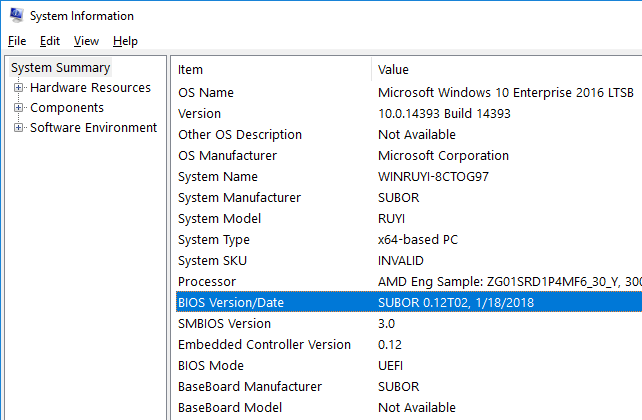 System Information
File Edit View Help
System Summary
Hardware Resources
Components
Software Environment
Item Value
OS Name Microsoft Windows 10 Enterprise 2016 LTSB
Version 10.0.14393 Build 14393
Other OS Description Not Available
OS Manufacturer Microsoft Corporation
System Name WINRUYI-8CTOG97
System Manufacturer SUBOR
System Model RUYI
System Type x64-based PC
System SKU INVALID
Processor AMD Eng Sample: ZG01SRD1P4MF6_30_Y, 300
BIOS Version/Date SUBOR 0.12T02, 1/18/2018
SMBIOS Version 3.0
Embedded Controller Version 0.12
BIOS Mode UEFI
BaseBoard Manufacturer SUBOR
BaseBoard Model Not Available